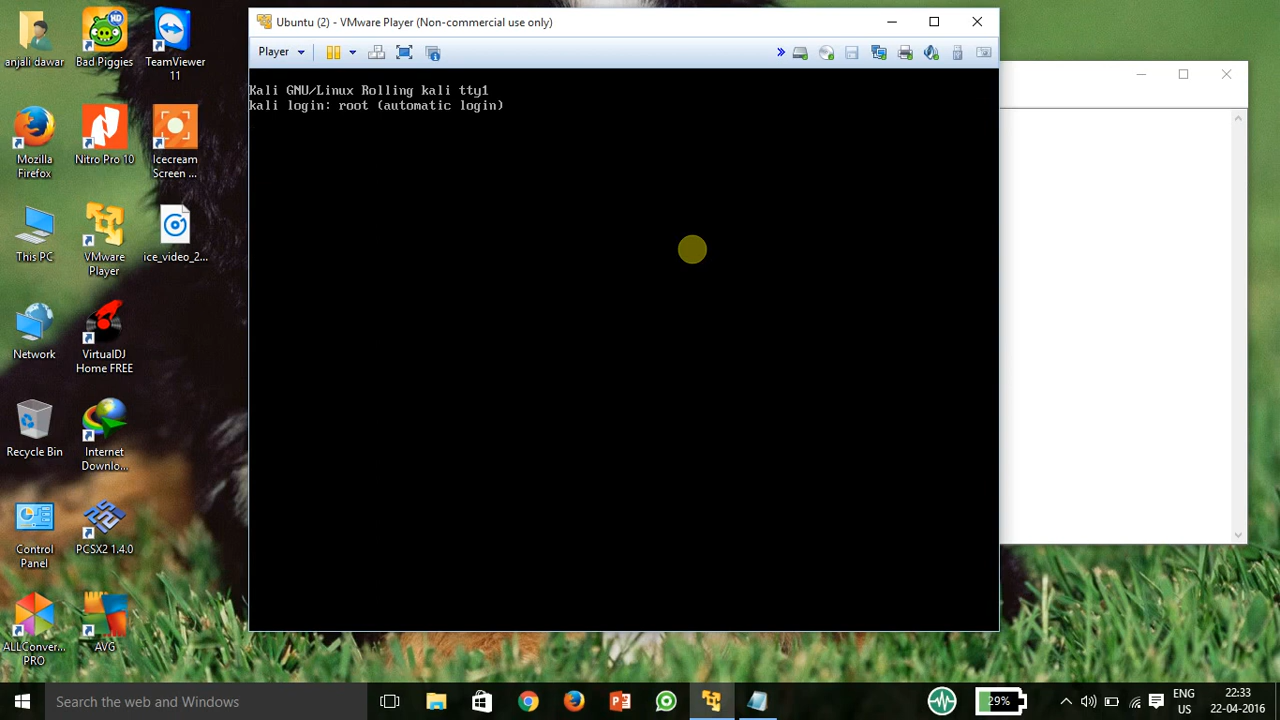 Ubuntu (2) - VMware Player (Non-commercial use only)
Player
Kali GNU/Linux Rolling kali tty1
kali login: root (automatic login)
anjali dawar
HD
Bad Piggies
TeamViewer
11
Mozilla
Firefox
Nitro Pro 10
Icecream
Screen ...
This PC
VMware
Player
ice_video_2...
Network
VirtualDJ
Home FREE
Recycle Bin
Internet
Downlo...
Control
Panel
PCSX2 1.4.0
ALLConver...
PRO
AVG
Search the web and Windows
29%
ENG
US
22:33
22-04-2016